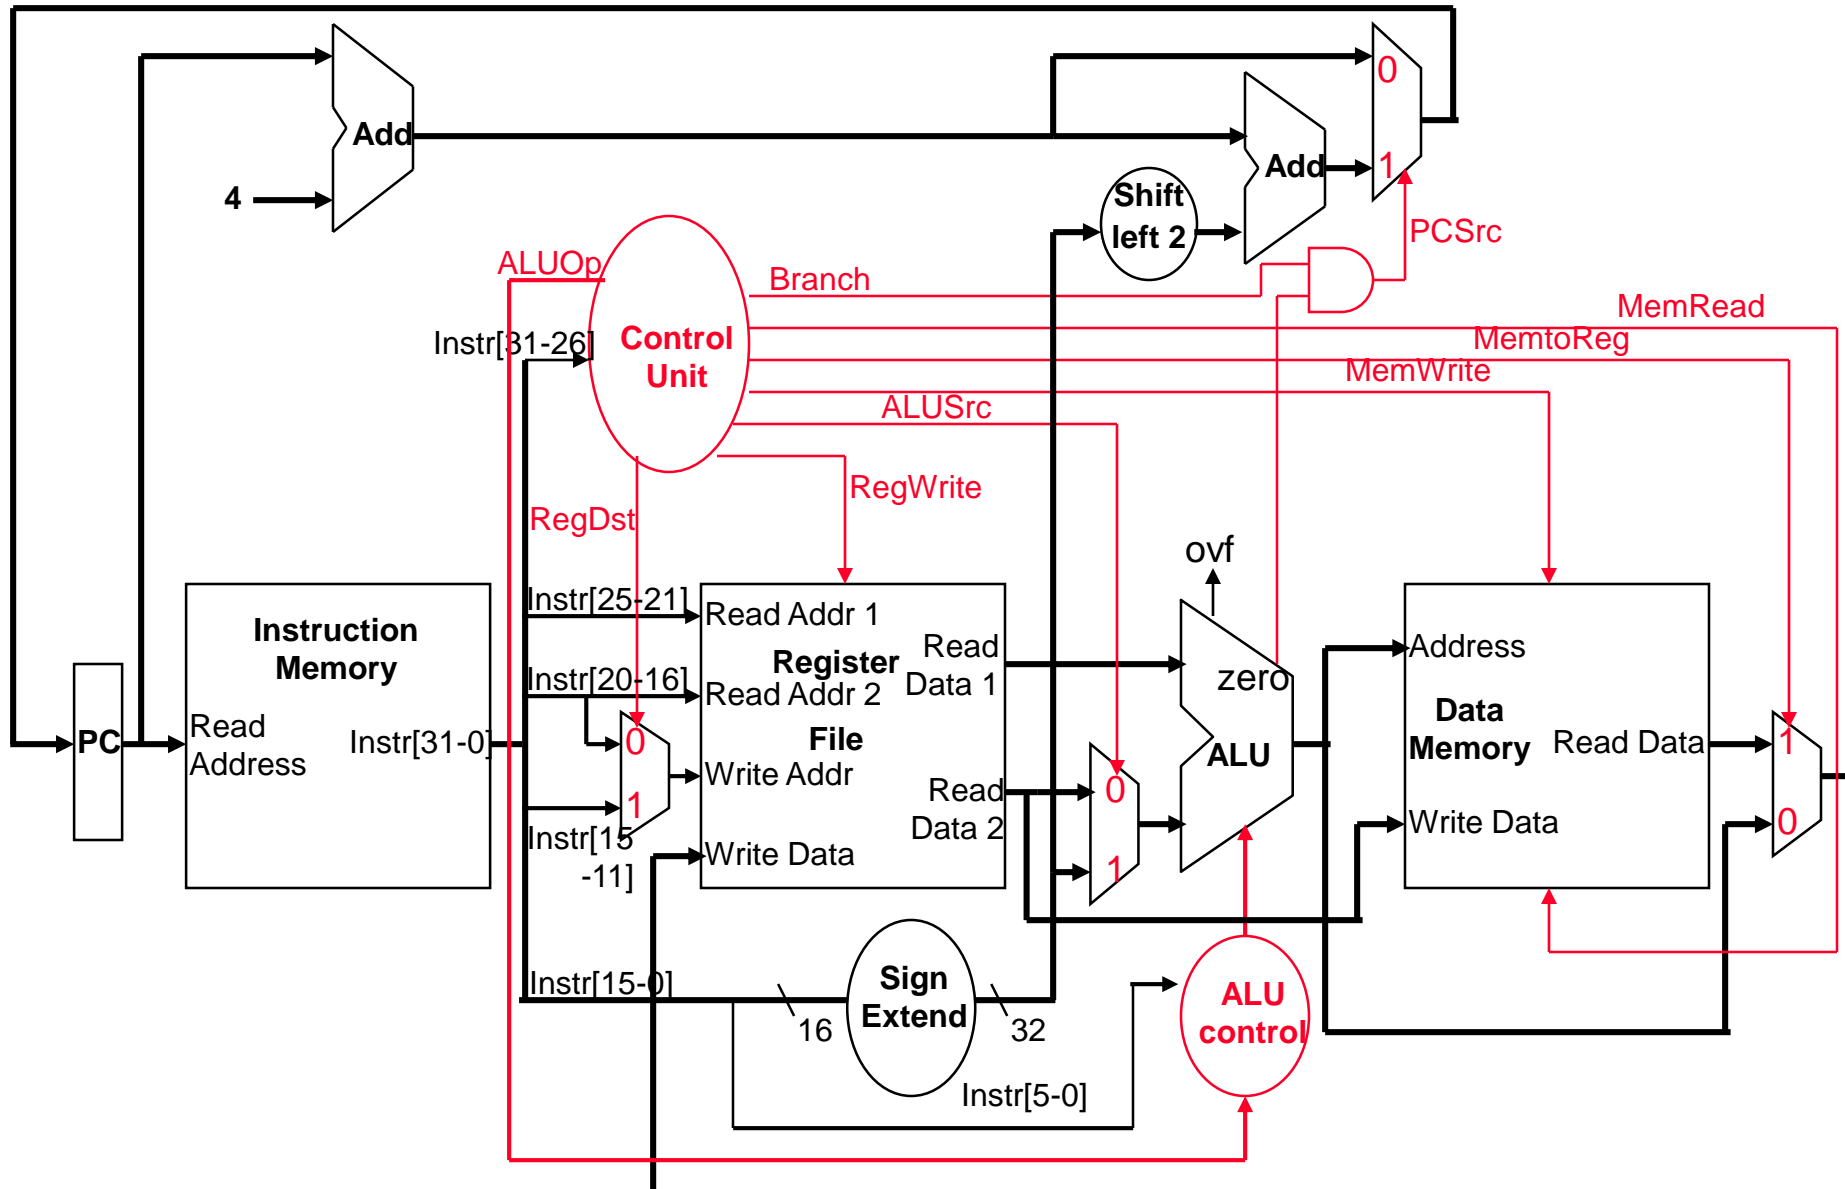 0
Add
Add
1
4
Shift
left 2
PCSrc
ALUOp
Branch
MemRead
Instr[31-26]
Control
Unit
MemtoReg
MemWrite
ALUSrc
RegWrite
RegDst
ovf
Instr[25-21]
Read Addr 1
Instruction
Memory
Register
File
Read
Data 1
Address
Instr[20-16]
Read Addr 2
zero
PC
Read
Address
Instr[31-0]
0
Write Addr
ALU
Data
Memory
Read Data
1
1
Read
Data 2
0
Write Data
0
Instr[15
-11]
Write Data
1
Instr[15-0]
Sign
Extend
16
32
ALU
control
Instr[5-0]